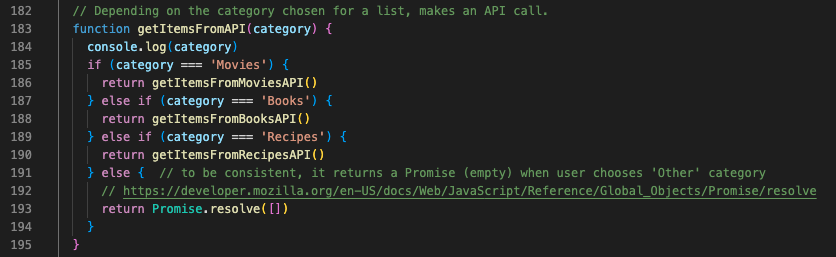 182 // Depending on the category chosen for a list, makes an API call.
183 function getItemsFromAPI(category) {
184 console.log(category)
185 if (category === 'Movies') {
186 return getItemsFromMoviesAPI()
187 } else if (category === 'Books') {
188 return getItemsFromBooksAPI()
189 } else if (category === 'Recipes') {
190 return getItemsFromRecipesAPI()
191 } else {  // to be consistent, it returns a Promise (empty) when user chooses 'Other' category
192 // https://developer.mozilla.org/en-US/docs/Web/JavaScript/Reference/Global_Objects/Promise/resolve
193 return Promise.resolve([])
194 }
195 }